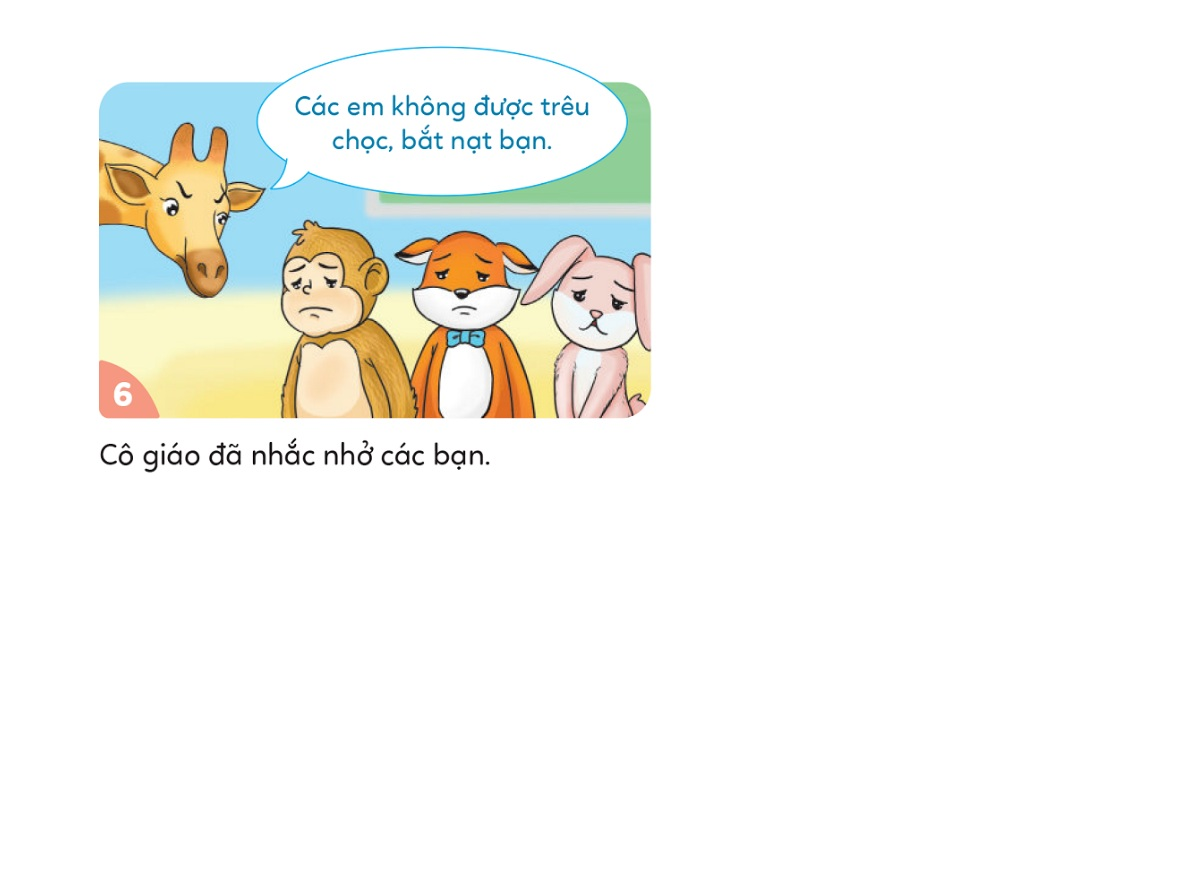 Các em không được trêu
chọc, bắt nạt bạn.
6
Cô giáo đã nhắc nhở các bạn.